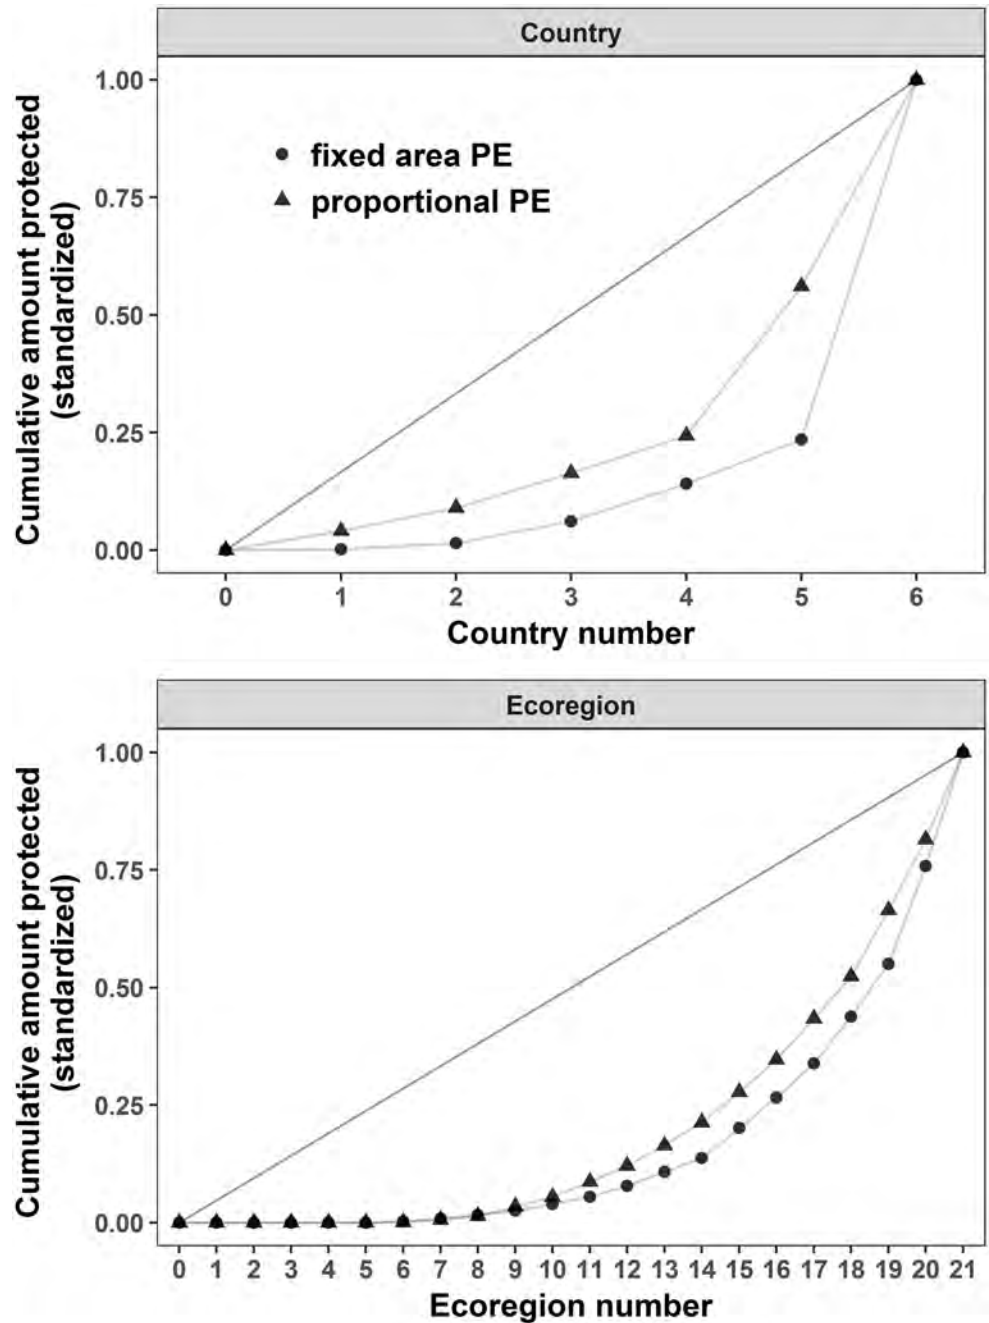 Country
1.00
0.75
0.50
0.25
0.00
Cumulative amount protected
(standardized)
fixed area PE
proportional PE
0 1 2 3 4 5 6
Country number
Ecoregion
1.00
0.75
0.50
0.25
0.00
Cumulative amount protected
(standardized)
0 1 2 3 4 5 6 7 8 9 10 11 12 13 14 15 16 17 18 19 20 21
Ecoregion number